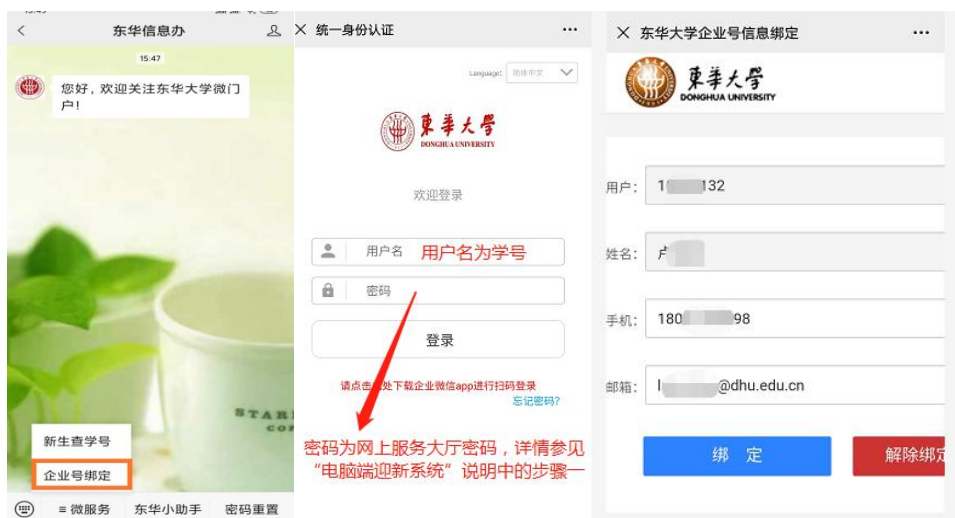 东华信息办
15:47
您好，欢迎关注东华大学微门
户！
STAR
新生查学号
企业号绑定
≡ 微服务
东华小助手
密码重置
统一身份认证
Language: 简体中文
東華大學
DONGHUA UNIVERSITY
欢迎登录
用户名
用户名为学号
密码
登录
请点击此处下载企业微信app进行扫码登录
忘记密码?
密码为网上服务大厅密码，详情参见
“电脑端迎新系统”说明中的步骤一
东华大学企业号信息绑定
東華大學
DONGHUA UNIVERSITY
用户： 1 132
姓名： 卢
手机： 180 98
邮箱： l @dhu.edu.cn
绑 定
解除绑定